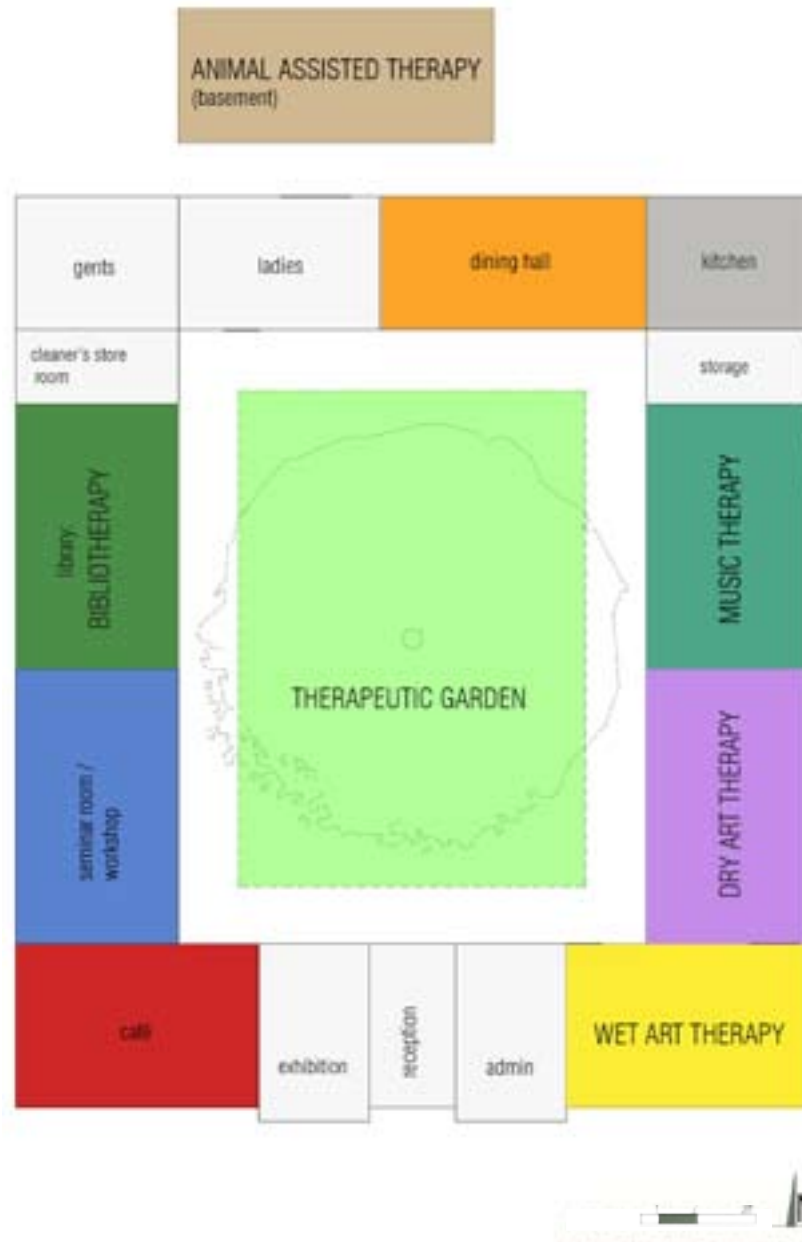 ANIMAL ASSISTED THERAPY
(basement)
gents
ladies
dining hall
kitchen
cleaner's store
room
storage
library
BIBLIOTHERAPY
MUSIC THERAPY
THERAPEUTIC GARDEN
seminar room /
workshop
DRY ART THERAPY
café
exhibition
reception
admin
WET ART THERAPY